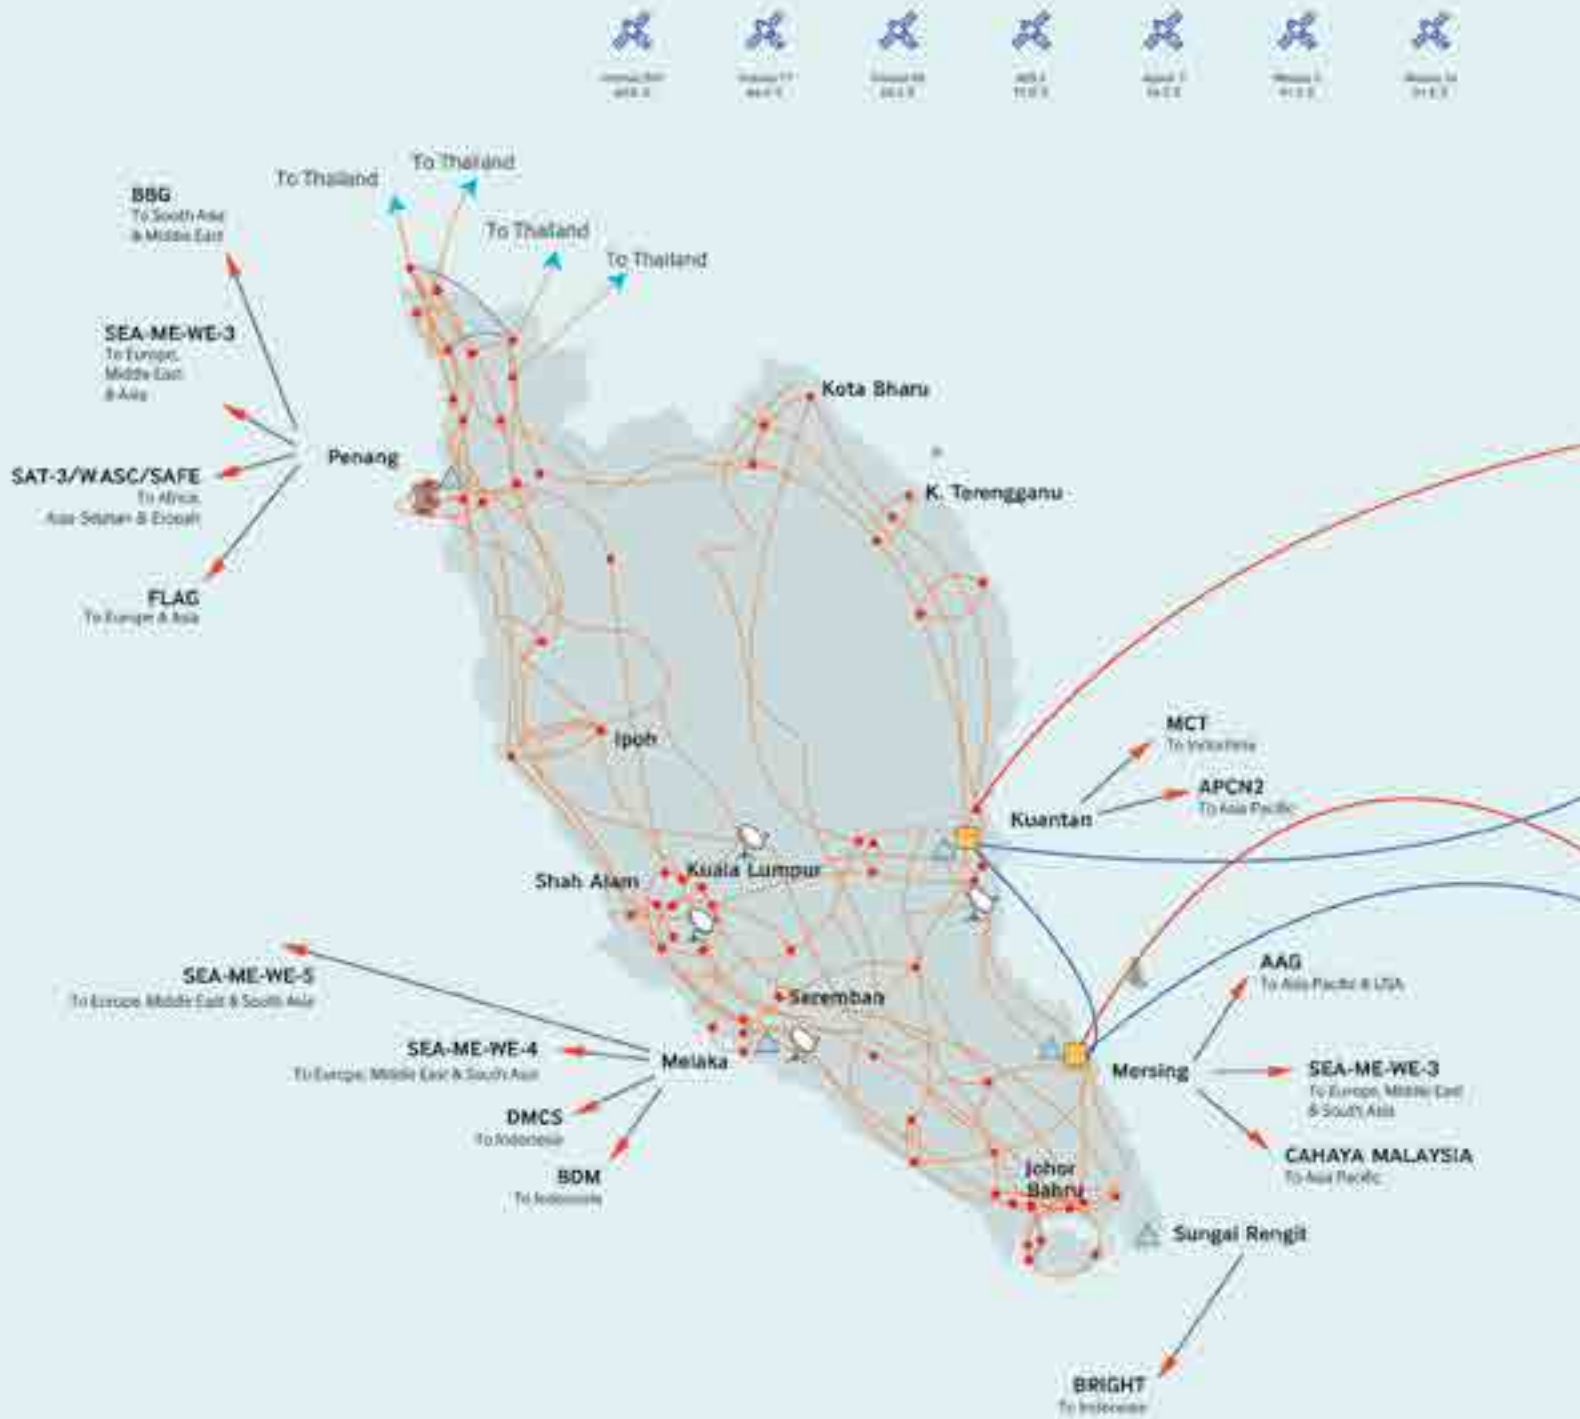 To Thailand
To Thailand
To Thailand
To Thailand
BBG
To South Asia
& Middle East
SEA-ME-WE-3
To Europe,
Middle East
& Asia
Penang
SAT-3/WASC/SAFE
To Africa,
Asia Selatan & Eropah
FLAG
To Europe & Asia
Kota Bharu
K. Terengganu
Ipoh
MCT
To Indochina
APCN2
To Asia Pacific
Kuantan
Kuala Lumpur
Shah Alam
SEA-ME-WE-5
To Europe, Middle East & South Asia
Seremban
SEA-ME-WE-4
To Europe, Middle East & South Asia
Melaka
DMCS
To Indonesia
BDM
To Indonesia
AAG
To Asia Pacific & USA
Mersing
SEA-ME-WE-3
To Europe, Middle East
& South Asia
CAHAYA MALAYSIA
To Asia Pacific
Johor
Bahru
Sungai Rengit
BRIGHT
To Indonesia